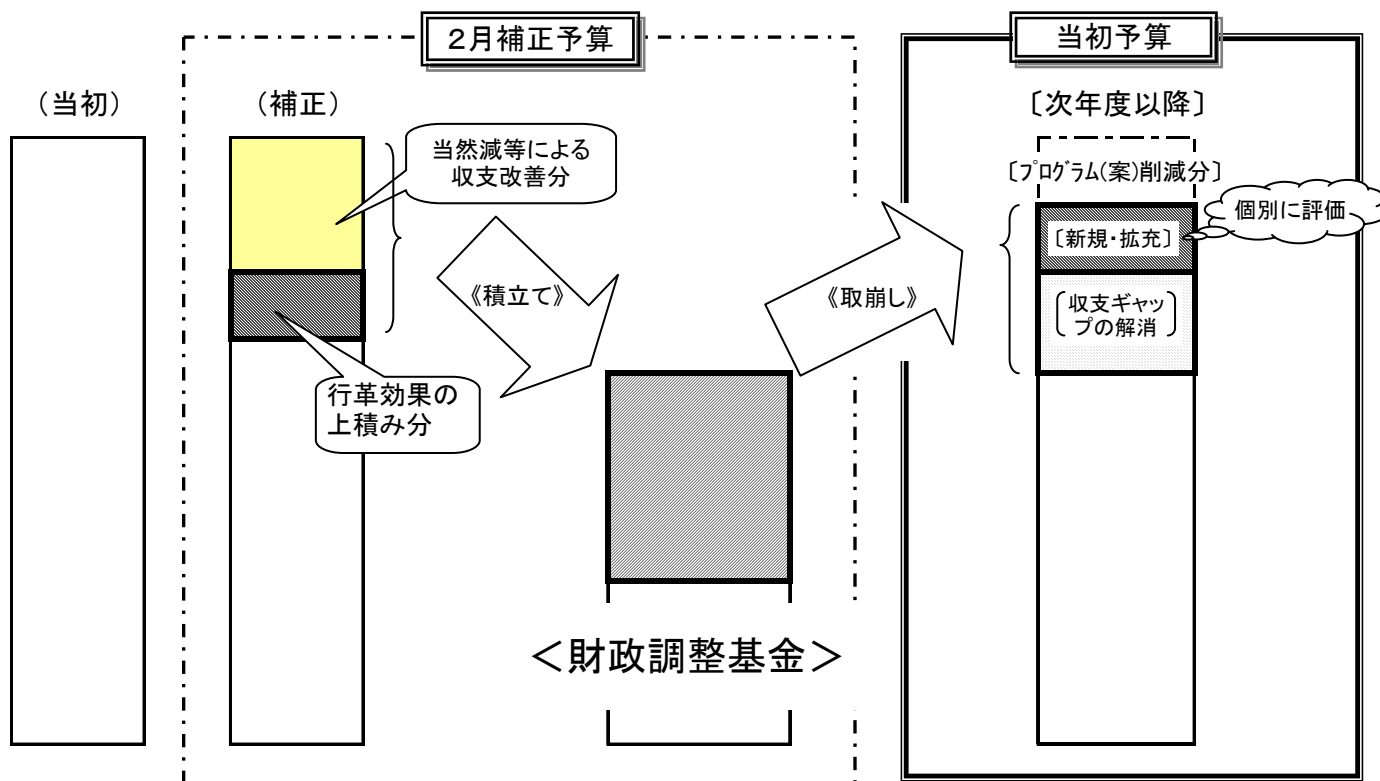 2月補正予算
当初予算
（当初）
（補正）
〔次年度以降〕
当然減等による
収支改善分
〔プログラム(案)削減分〕
個別に評価
〔新規・拡充〕
《積立て》
《取崩し》
収支ギャッ
プの解消
行革効果の
上積み分
＜財政調整基金＞